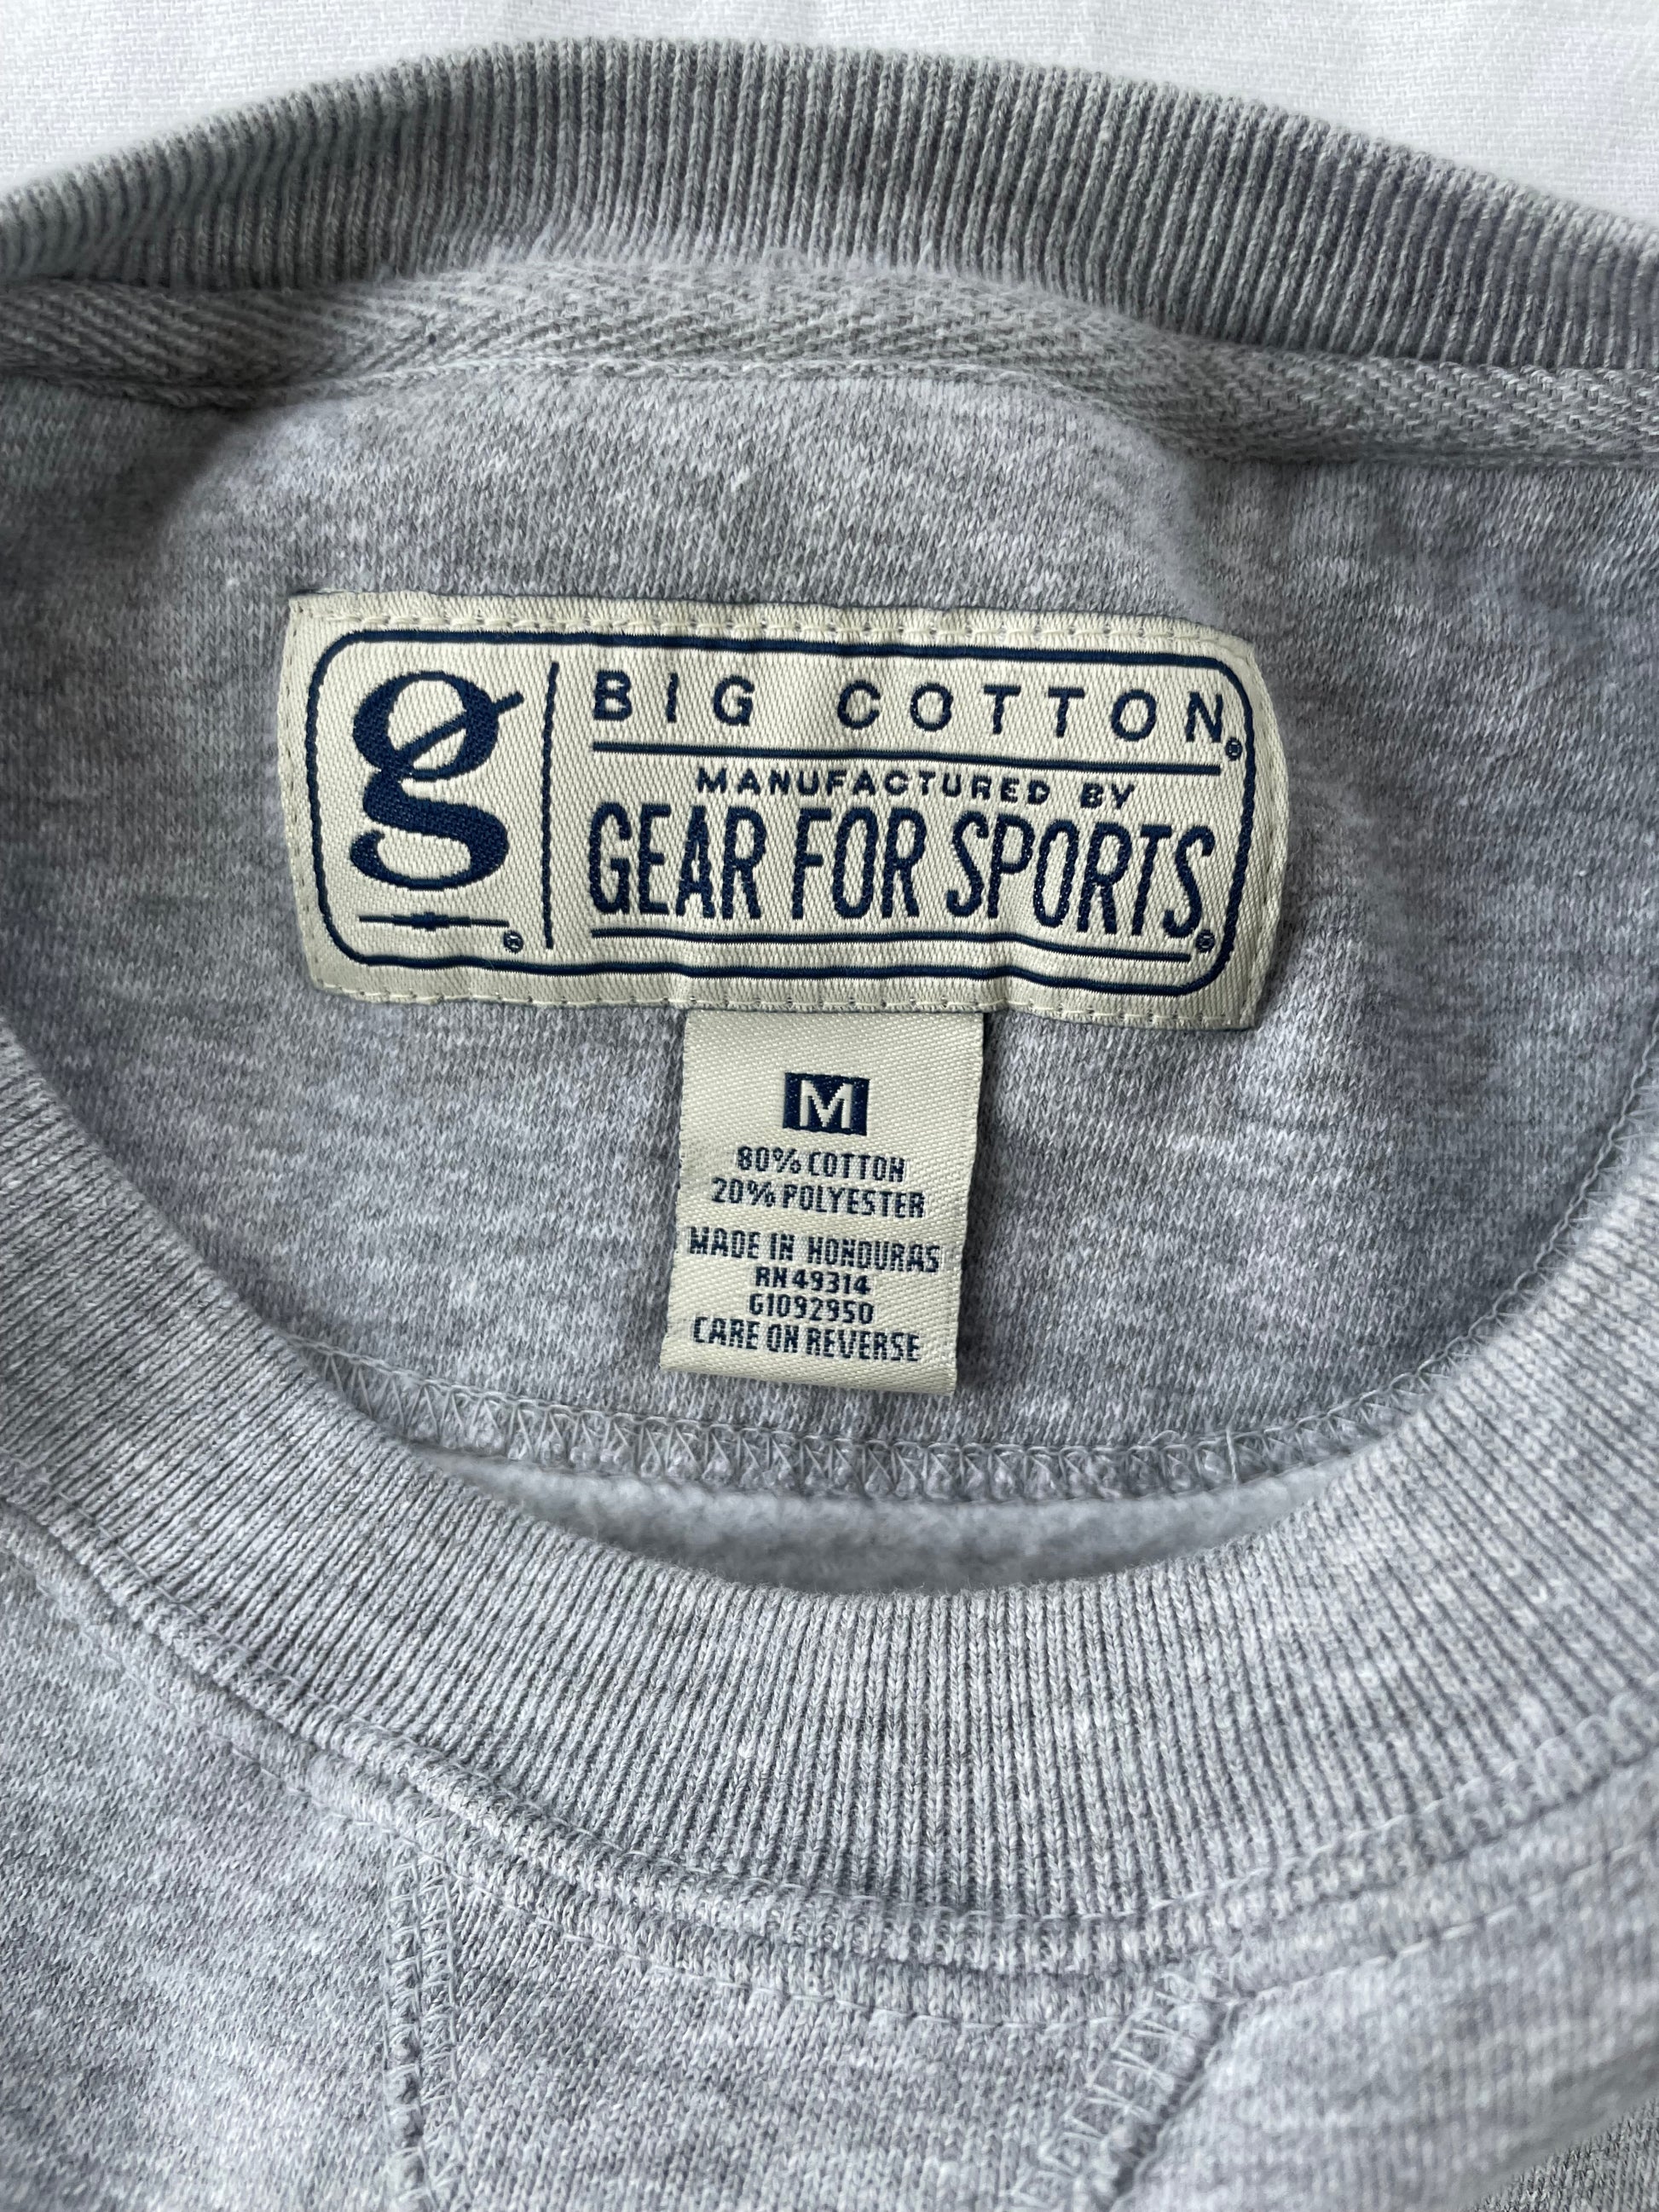 g
®
BIG COTTON®
MANUFACTURED BY
GEAR FOR SPORTS®
M
80% COTTON
20% POLYESTER
MADE IN HONDURAS
RN 49314
G1092950
CARE ON REVERSE